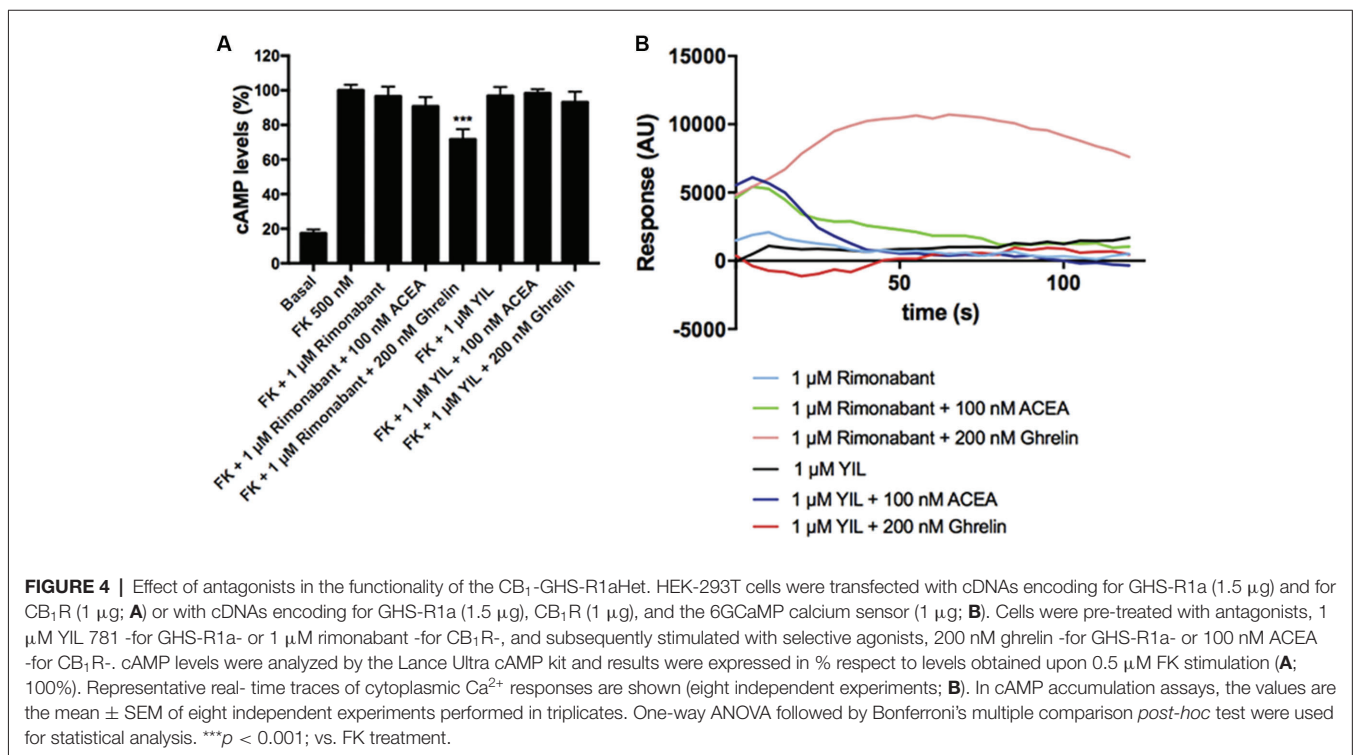 A
120
100
80
60
40
20
0
cAMP levels (%)
***
Basal
FK 500 nM
FK + 1 µM Rimonabant
FK + 1 µM Rimonabant + 100 nM ACEA
FK + 1 µM Rimonabant + 200 nM Ghrelin
FK + 1 µM YIL
FK + 1 µM YIL + 100 nM ACEA
FK + 1 µM YIL + 200 nM Ghrelin
B
15000
10000
5000
0
-5000
Response (AU)
50
100
time (s)
1 µM Rimonabant
1 µM Rimonabant + 100 nM ACEA
1 µM Rimonabant + 200 nM Ghrelin
1 µM YIL
1 µM YIL + 100 nM ACEA
1 µM YIL + 200 nM Ghrelin
FIGURE 4 | Effect of antagonists in the functionality of the CB₁-GHS-R1aHet. HEK-293T cells were transfected with cDNAs encoding for GHS-R1a (1.5 µg) and for
CB₁R (1 µg; A) or with cDNAs encoding for GHS-R1a (1.5 µg), CB₁R (1 µg), and the 6GCaMP calcium sensor (1 µg; B). Cells were pre-treated with antagonists, 1
µM YIL 781 -for GHS-R1a- or 1 µM rimonabant -for CB₁R-, and subsequently stimulated with selective agonists, 200 nM ghrelin -for GHS-R1a- or 100 nM ACEA
-for CB₁R-. cAMP levels were analyzed by the Lance Ultra cAMP kit and results were expressed in % respect to levels obtained upon 0.5 µM FK stimulation (A;
100%). Representative real- time traces of cytoplasmic Ca²⁺ responses are shown (eight independent experiments; B). In cAMP accumulation assays, the values are
the mean ± SEM of eight independent experiments performed in triplicates. One-way ANOVA followed by Bonferroni's multiple comparison post-hoc test were used
for statistical analysis. ***p < 0.001; vs. FK treatment.